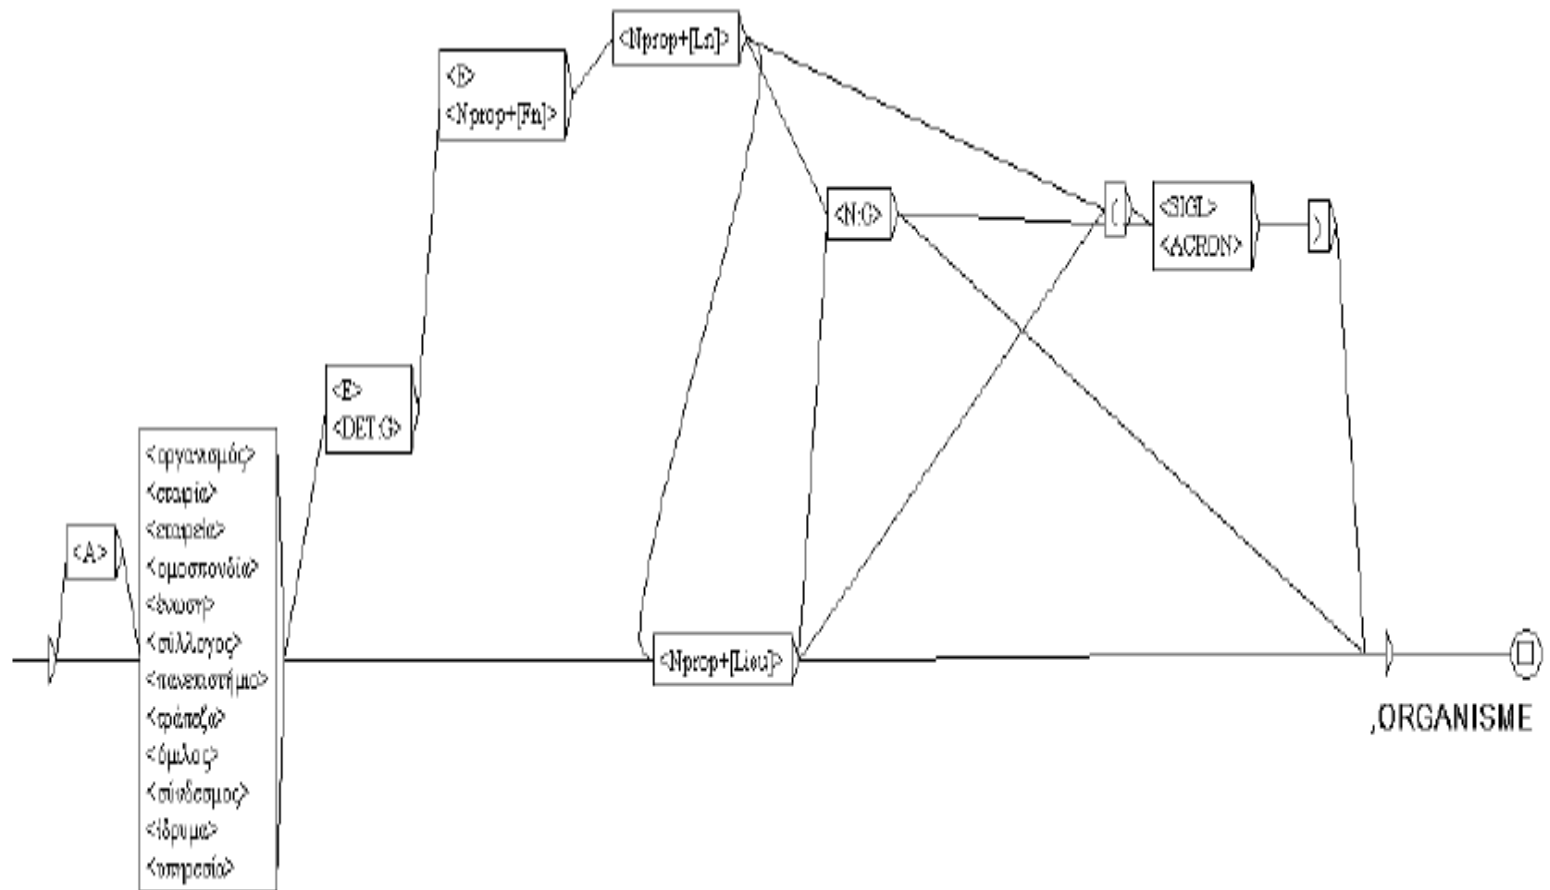 <Nprop+[Ln]>
<E>
<Nprop+[Fn]>
<N:G>
(
<SIGL>
<ACRON>
)
<E>
<DET:G>
<A>
<οργανισμός>
<εταιρία>
<εταιρεία>
<ομοσπονδία>
<ένωση>
<σύλλογος>
<πανεπιστήμιο>
<τράπεζα>
<όμιλος>
<σύνδεσμος>
<ίδρυμα>
<υπηρεσία>
<Nprop+[Lieu]>
,ORGANISME